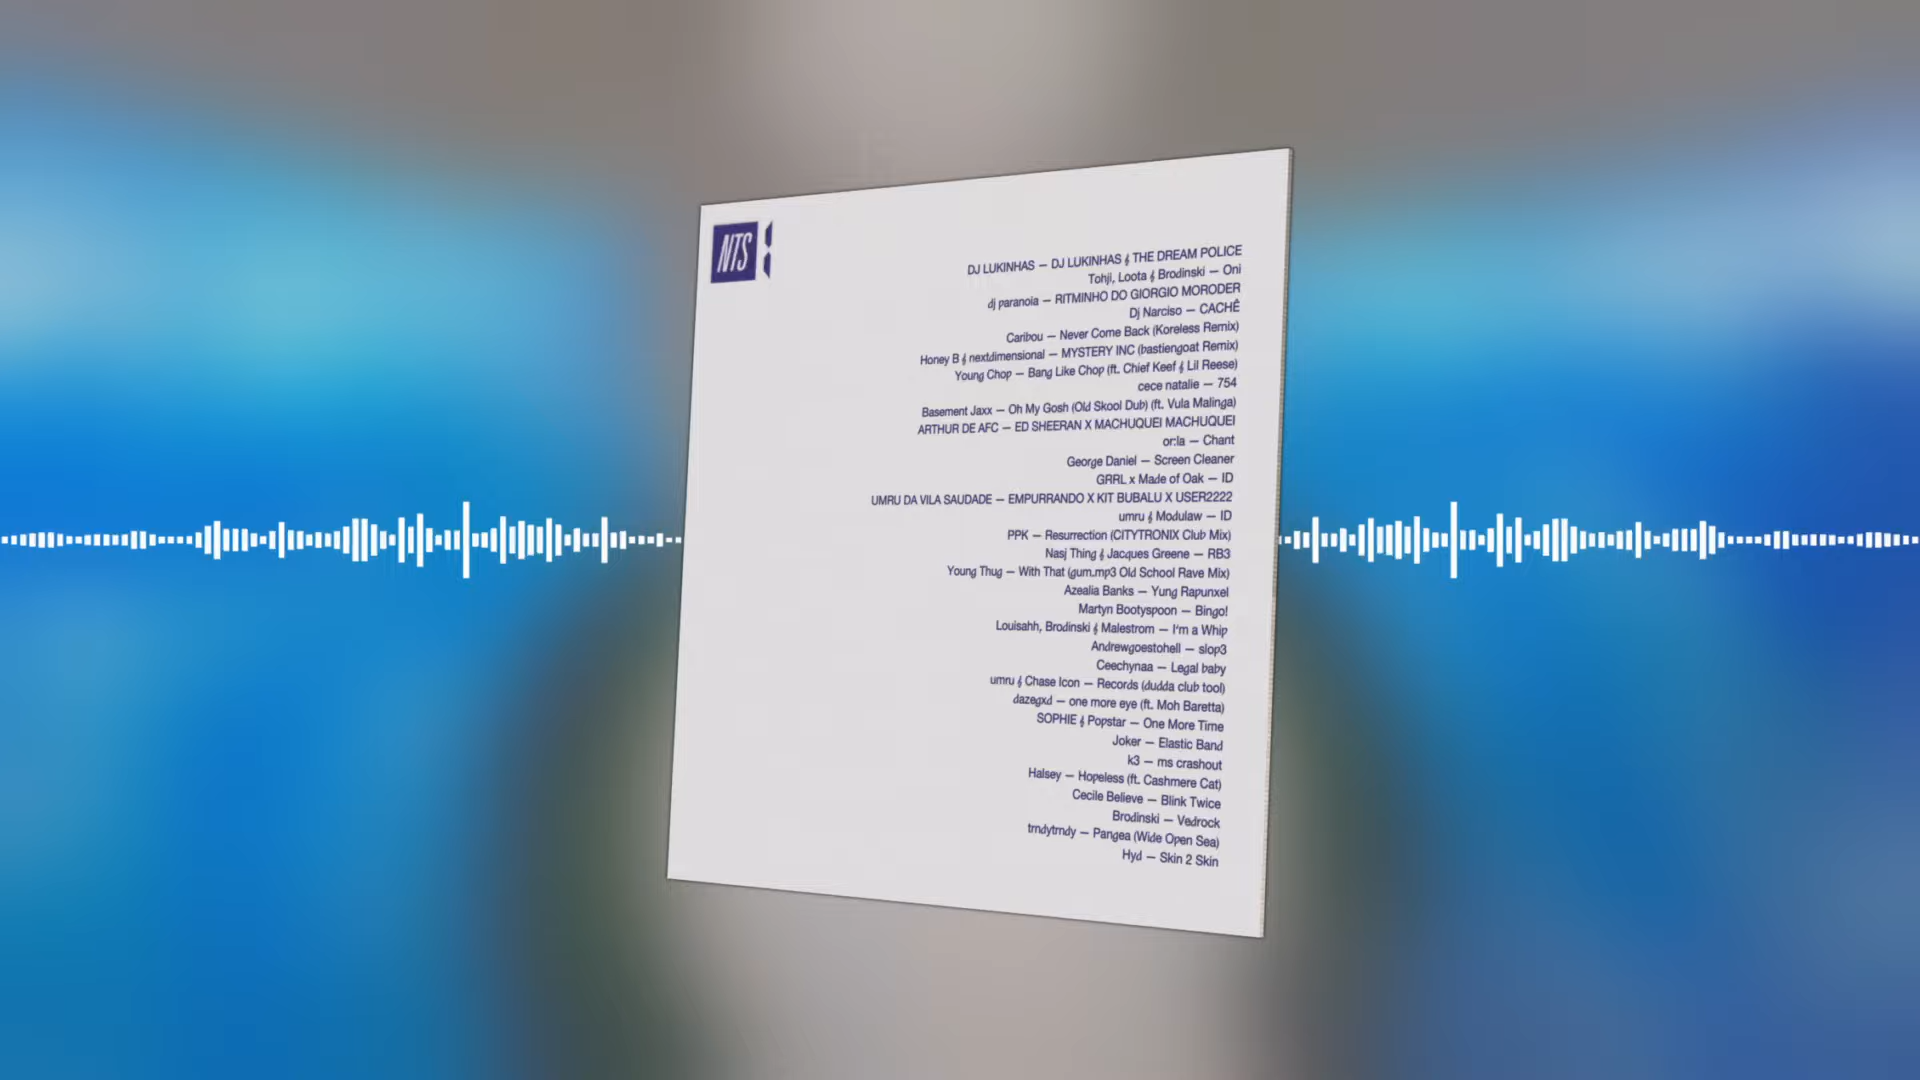 NTS
DJ LUKINHAS — DJ LUKINHAS & THE DREAM POLICE
Tohji, Loota & Brodinski — Oni
dj paranoia — RITMINHO DO GIORGIO MORODER
Dj Narciso — CACHÊ
Caribou — Never Come Back (Koreless Remix)
Honey B & nextdimensional — MYSTERY INC (bastiengoat Remix)
Young Chop — Bang Like Chop (ft. Chief Keef & Lil Reese)
cece natalie — 754
Basement Jaxx — Oh My Gosh (Old Skool Dub) (ft. Vula Malinga)
ARTHUR DE AFC — ED SHEERAN X MACHUQUEI MACHUQUEI
or:la — Chant
George Daniel — Screen Cleaner
GRRL x Made of Oak — ID
UMRU DA VILA SAUDADE — EMPURRANDO X KIT BUBALU X USER2222
umru & Modulaw — ID
PPK — Resurrection (CITYTRONIX Club Mix)
Nasj Thing & Jacques Greene — RB3
Young Thug — With That (gum.mp3 Old School Rave Mix)
Azealia Banks — Yung Rapunxel
Martyn Bootyspoon — Bingo!
Louisahh, Brodinski & Malestrom — I'm a Whip
Andrewgoestohell — slop3
Ceechynaa — Legal baby
umru & Chase Icon — Records (dudda club tool)
dazegxd — one more eye (ft. Moh Baretta)
SOPHIE & Popstar — One More Time
Joker — Elastic Band
k3 — ms crashout
Halsey — Hopeless (ft. Cashmere Cat)
Cecile Believe — Blink Twice
Brodinski — Vedrock
trndytrndy — Pangea (Wide Open Sea)
Hyd — Skin 2 Skin